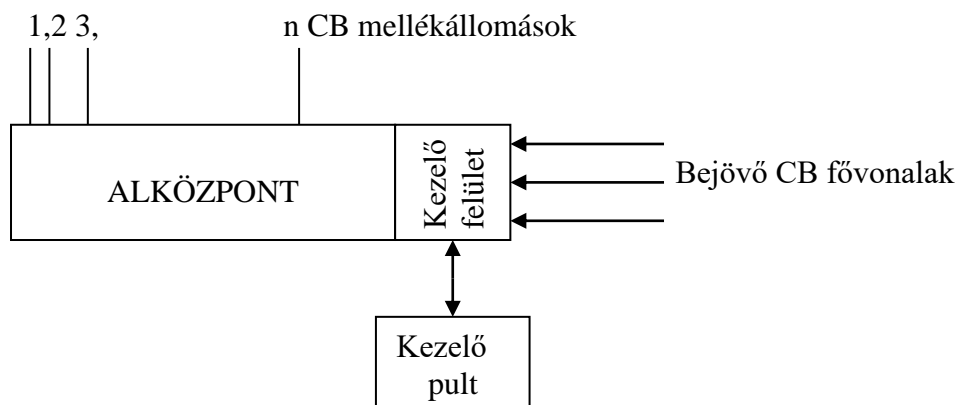 1,2 3, n CB mellékállomások
ALKÖZPONT
Kezelő
felület
Bejövő CB fővonalak
Kezelő
pult